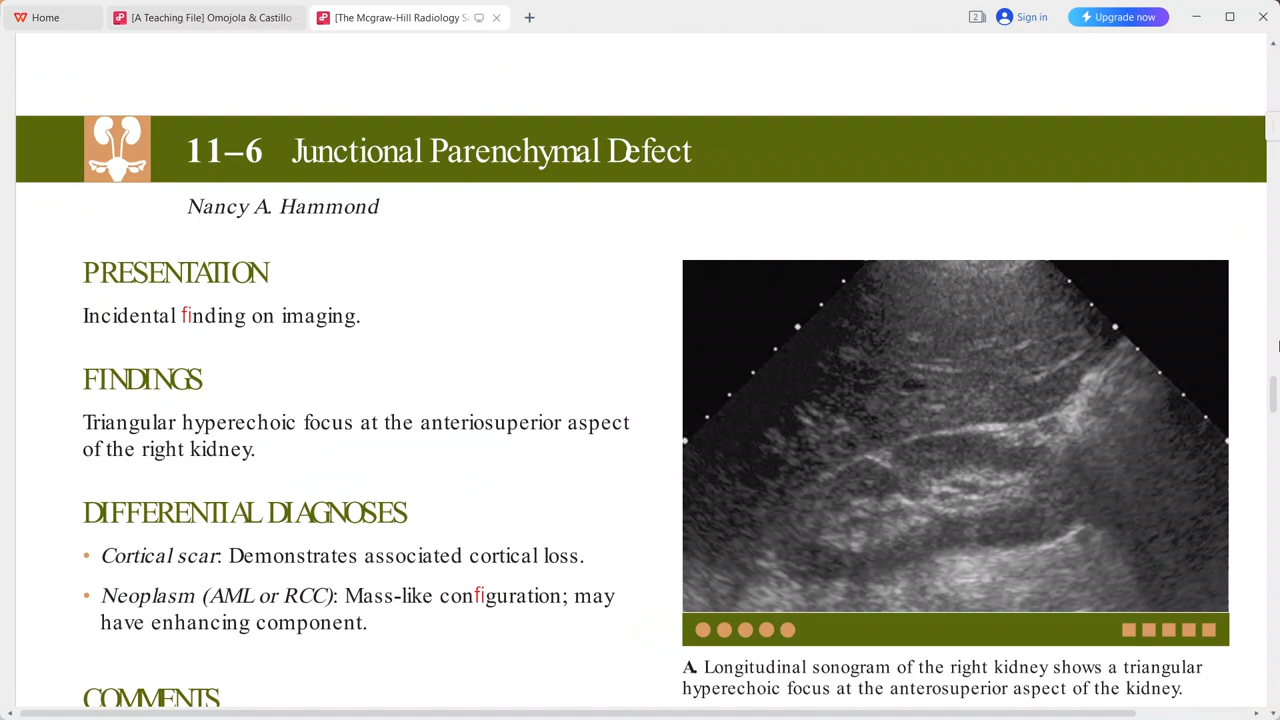 Home
[A Teaching File] Omojola & Castillo
[The Mcgraw-Hill Radiology S
2
Sign in
Upgrade now
11–6 Junctional Parenchymal Defect
Nancy A. Hammond
PRESENTATION
Incidental finding on imaging.
FINDINGS
Triangular hyperechoic focus at the anteriosuperior aspect
of the right kidney.
DIFFERENTIAL DIAGNOSES
• Cortical scar: Demonstrates associated cortical loss.
• Neoplasm (AML or RCC): Mass-like configuration; may
have enhancing component.
COMMENTS
A. Longitudinal sonogram of the right kidney shows a triangular
hyperechoic focus at the anterosuperior aspect of the kidney.